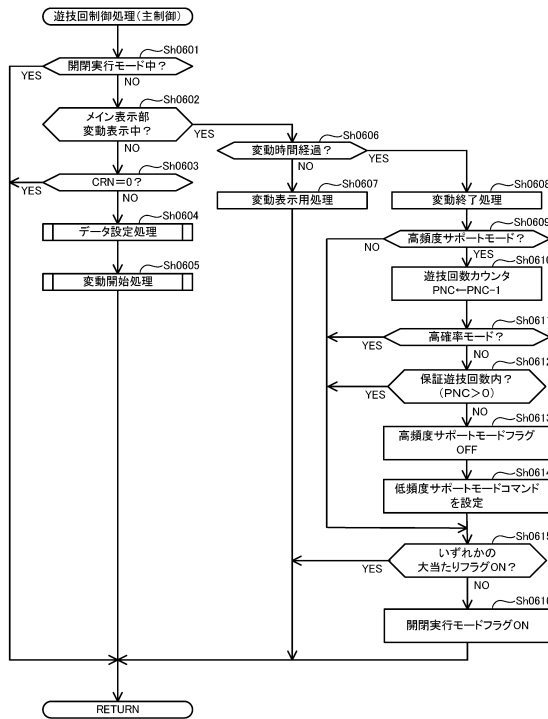 遊技回制御処理(主制御)
Sh0601
開閉実行モード中?
YES
NO
Sh0602
メイン表示部
変動表示中?
YES
NO
Sh0603
CRN=0?
YES
NO
Sh0604
データ設定処理
Sh0605
変動開始処理
Sh0606
変動時間経過?
YES
NO
Sh0607
変動表示用処理
Sh0608
変動終了処理
Sh0609
高頻度サポートモード?
NO
YES
Sh0610
遊技回数カウンタ
PNC←PNC-1
Sh0611
高確率モード?
YES
NO
Sh0612
保証遊技回数内?
(PNC>0)
YES
NO
Sh0613
高頻度サポートモードフラグ
OFF
Sh0614
低頻度サポートモードコマンド
を設定
Sh0615
いずれかの
大当たりフラグON?
YES
NO
Sh0616
開閉実行モードフラグON
RETURN